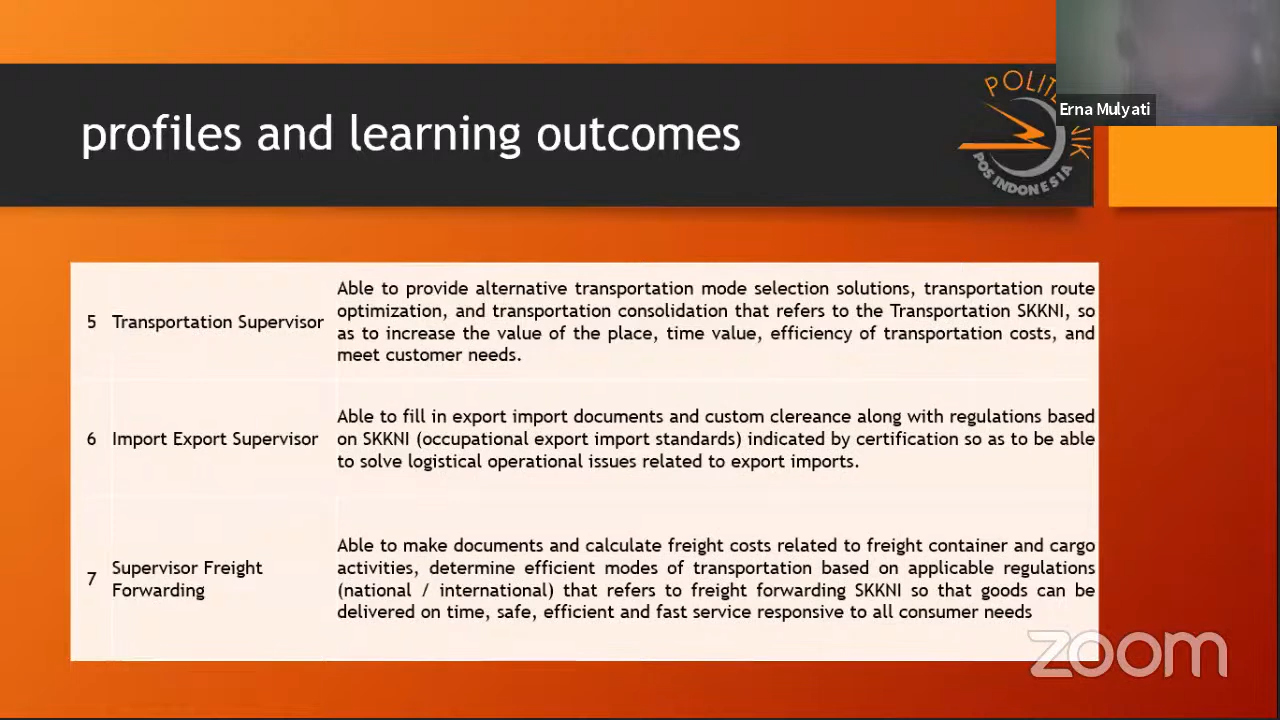 Erna Mulyati
profiles and learning outcomes
POS INDONESIA
5 Transportation Supervisor
Able to provide alternative transportation mode selection solutions, transportation route
optimization, and transportation consolidation that refers to the Transportation SKKNI, so
as to increase the value of the place, time value, efficiency of transportation costs, and
meet customer needs.
6 Import Export Supervisor
Able to fill in export import documents and custom clereance along with regulations based
on SKKNI (occupational export import standards) indicated by certification so as to be able
to solve logistical operational issues related to export imports.
7 Supervisor Freight
Forwarding
Able to make documents and calculate freight costs related to freight container and cargo
activities, determine efficient modes of transportation based on applicable regulations
(national / international) that refers to freight forwarding SKKNI so that goods can be
delivered on time, safe, efficient and fast service responsive to all consumer needs
zoom